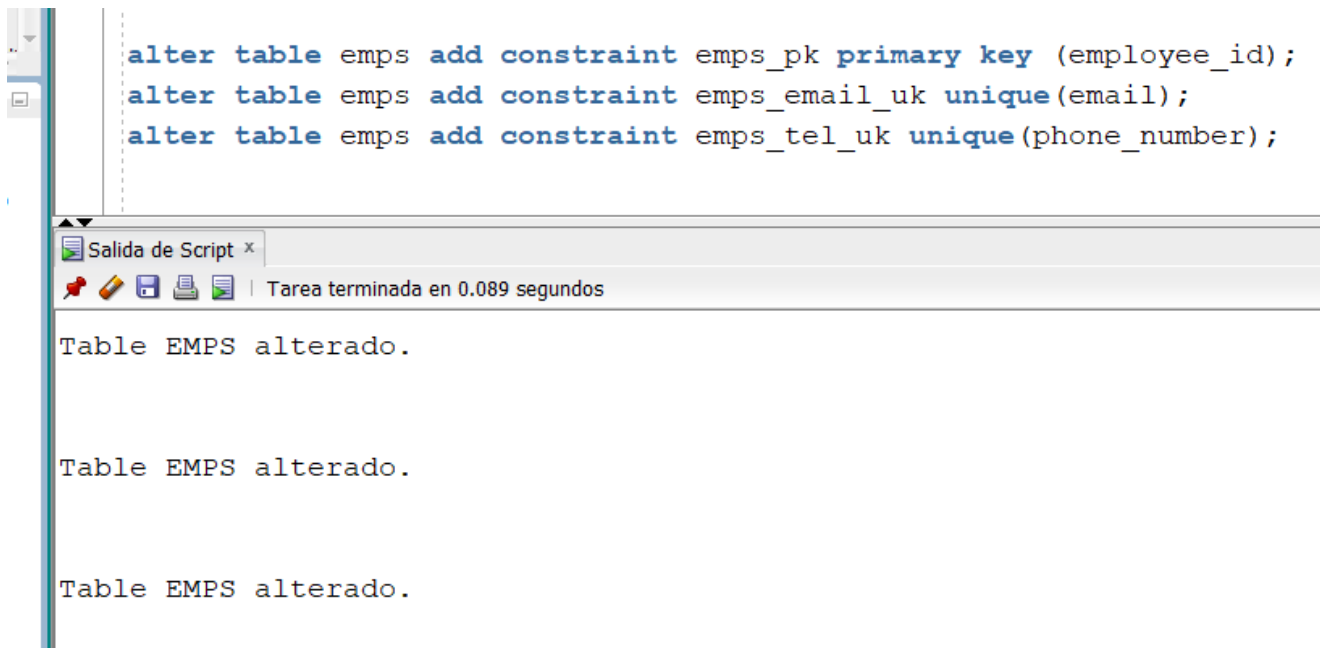 alter table emps add constraint emps_pk primary key (employee_id);
alter table emps add constraint emps_email_uk unique(email);
alter table emps add constraint emps_tel_uk unique(phone_number);
Salida de Script x
Tarea terminada en 0.089 segundos
Table EMPS alterado.
Table EMPS alterado.
Table EMPS alterado.